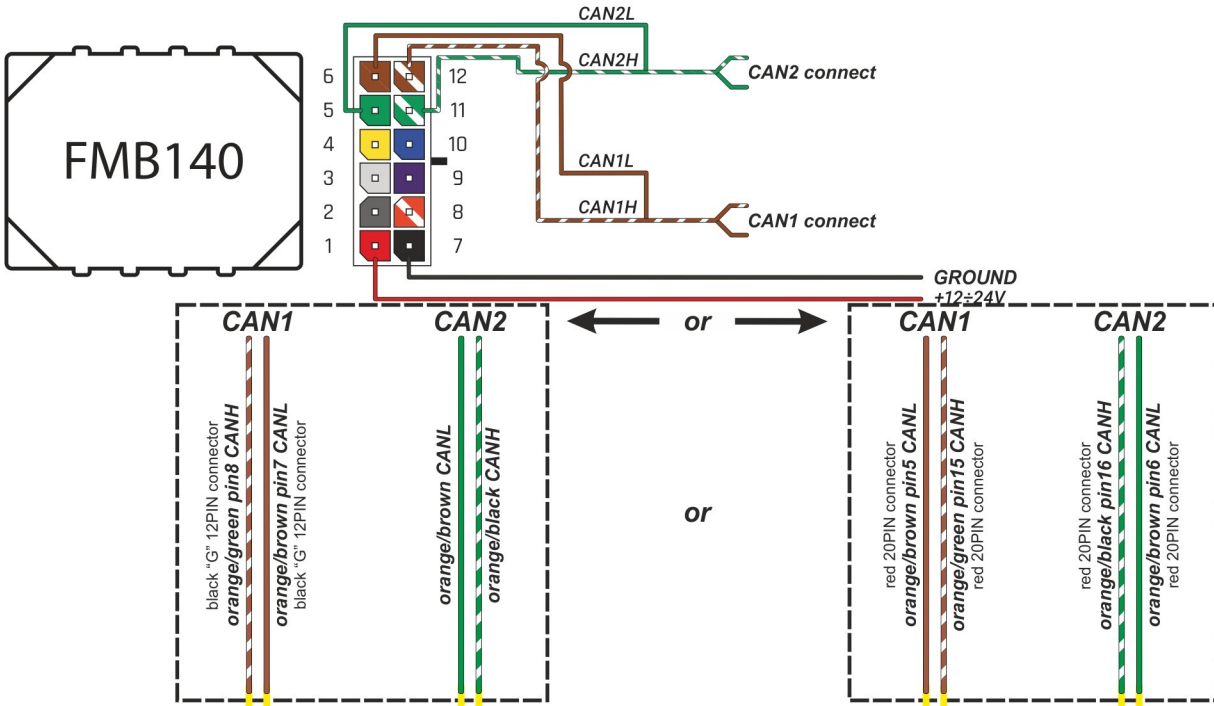 CAN2L
CAN2H
CAN2 connect
FMB140
6
12
5
11
4
10
3
9
2
8
1
7
CAN1L
CAN1H
CAN1 connect
GROUND
+12÷24V
CAN1
CAN2
or
CAN1
CAN2
black “G” 12PIN connector
orange/green pin8 CANH
orange/brown pin7 CANL
black “G” 12PIN connector
orange/brown CANL
orange/black CANH
or
red 20PIN connector
orange/brown pin5 CANL
orange/green pin15 CANH
red 20PIN connector
red 20PIN connector
orange/black pin16 CANH
orange/brown pin6 CANL
red 20PIN connector